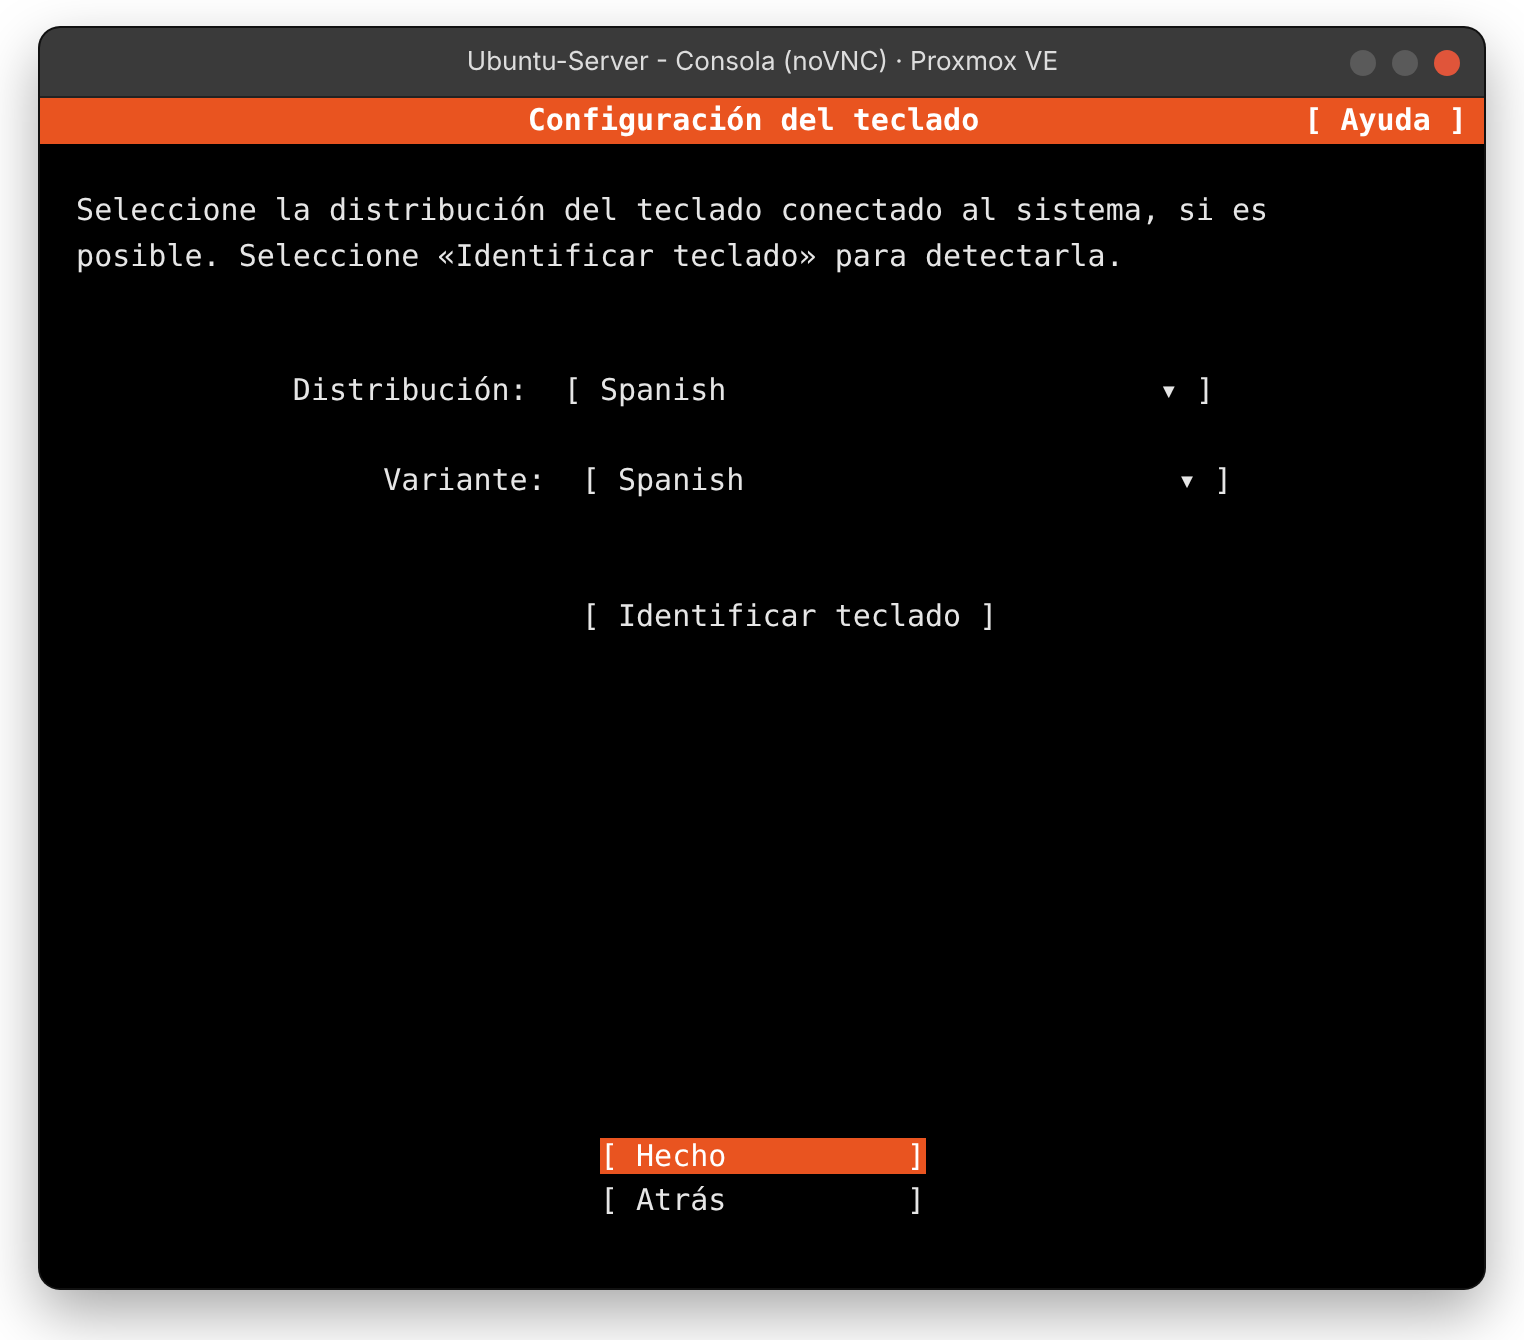 Ubuntu-Server - Consola (noVNC) · Proxmox VE
Configuración del teclado [ Ayuda ]
Seleccione la distribución del teclado conectado al sistema, si es
posible. Seleccione «Identificar teclado» para detectarla.
Distribución: [ Spanish ▾ ]
Variante: [ Spanish ▾ ]
[ Identificar teclado ]
[ Hecho ]
[ Atrás ]